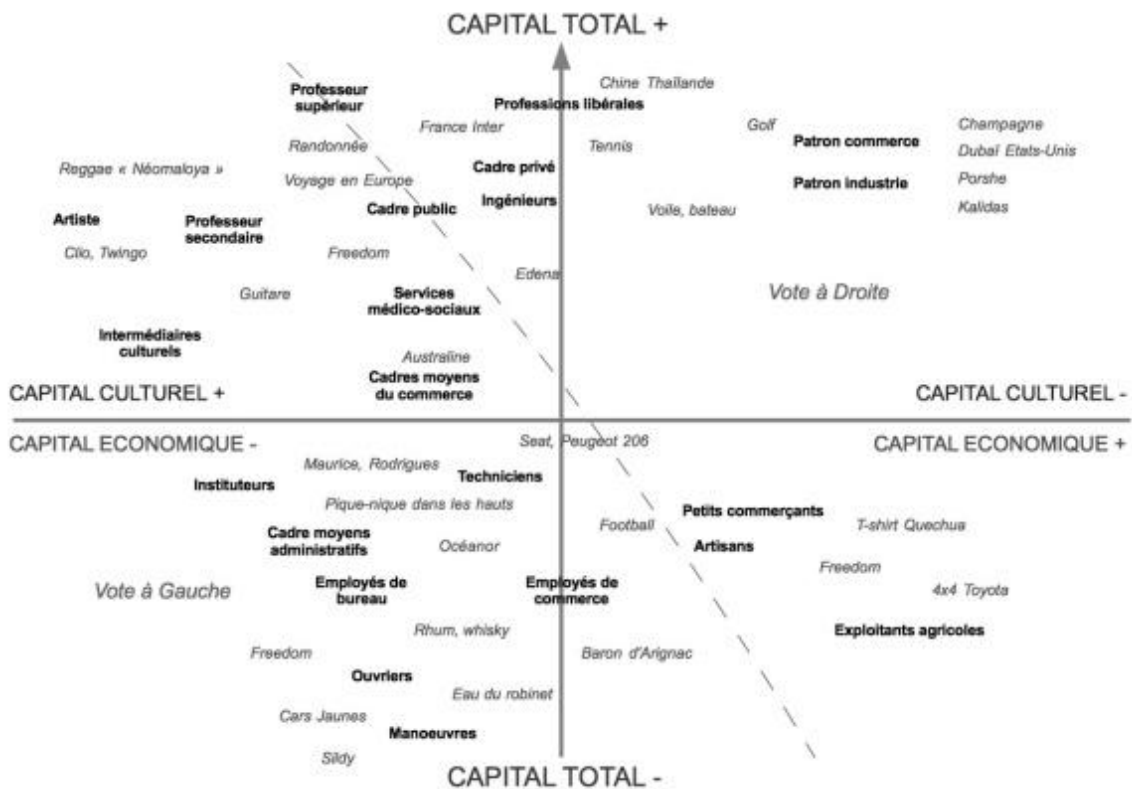 CAPITAL TOTAL +
Chine Thaïlande
Professeur
supérieur
Professions libérales
France Inter
Golf
Champagne
Randonnée
Tennis
Patron commerce
Dubaï Etats-Unis
Reggae « Néomaloya »
Cadre privé
Voyage en Europe
Patron industrie
Porshe
Ingénieurs
Cadre public
Voile, bateau
Kalidas
Artiste
Professeur
secondaire
Clio, Twingo
Freedom
Edena
Guitare
Services
médico-sociaux
Vote à Droite
Intermédiaires
culturels
Australine
Cadres moyens
du commerce
CAPITAL CULTUREL +
CAPITAL CULTUREL -
CAPITAL ECONOMIQUE -
Seat, Peugeot 206
CAPITAL ECONOMIQUE +
Maurice, Rodrigues
Techniciens
Instituteurs
Pique-nique dans les hauts
Petits commerçants
Football
T-shirt Quechua
Cadre moyens
administratifs
Océanor
Artisans
Freedom
Vote à Gauche
Employés de
bureau
Employés de
commerce
4x4 Toyota
Rhum, whisky
Exploitants agricoles
Freedom
Baron d'Arignac
Ouvriers
Eau du robinet
Cars Jaunes
Manoeuvres
Sildy
CAPITAL TOTAL -